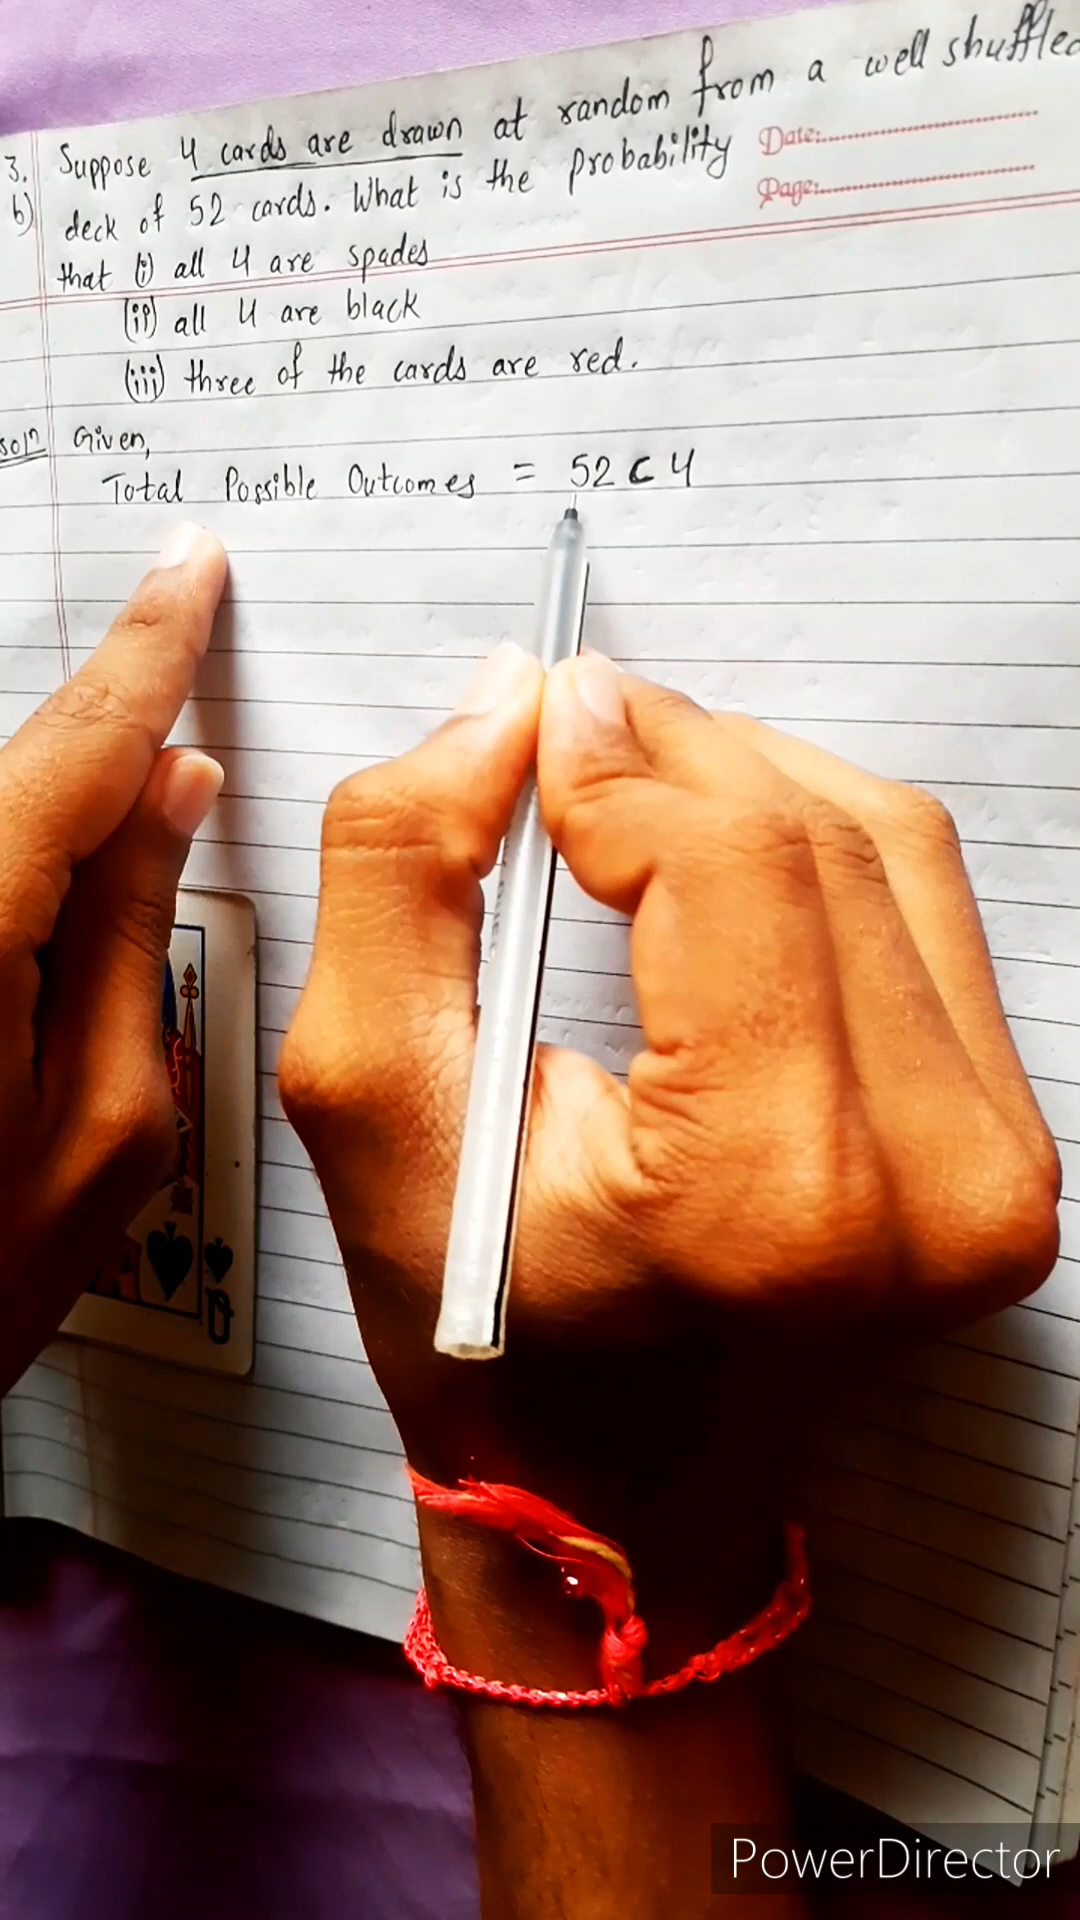 3. Suppose 4 cards are drawn at random from a well shuffled
b) deck of 52 cards. What is the probability
Date:
Page:
that (i) all 4 are spades
(ii) all 4 are black
(iii) three of the cards are red.
Soln Given,
Total Possible Outcomes = 52 C 4
Q
PowerDirector